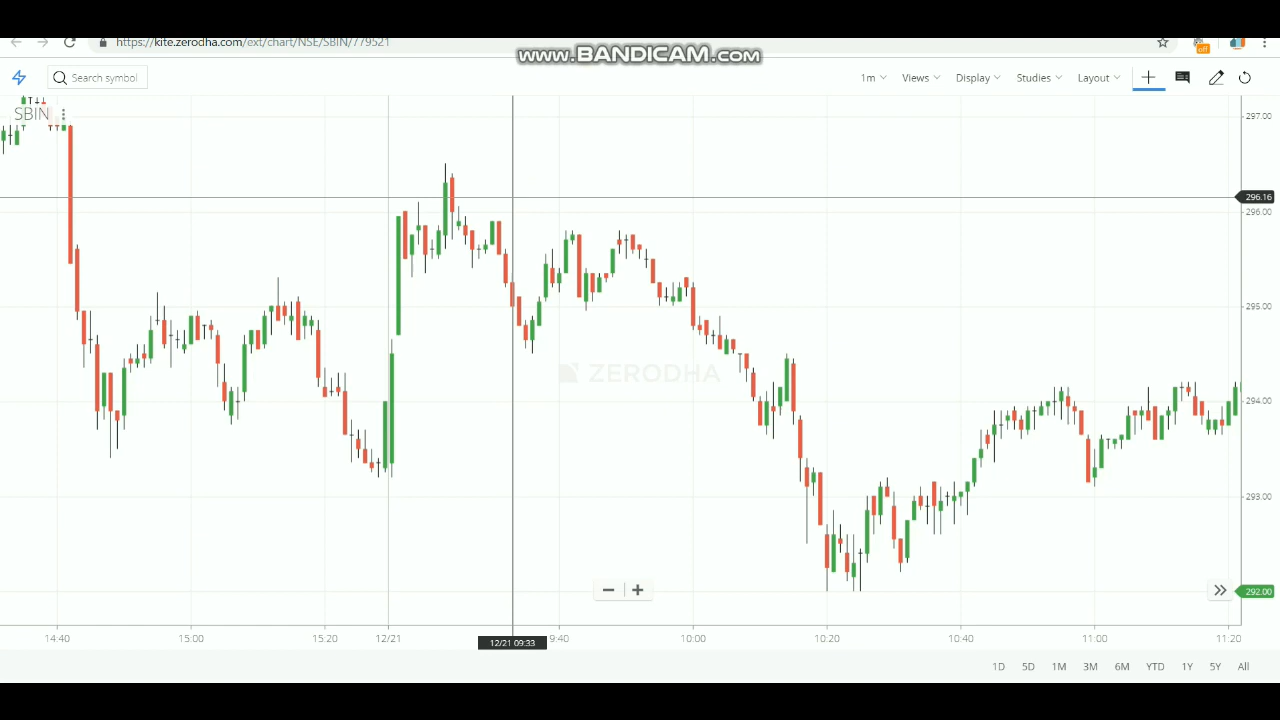 https://kite.zerodha.com/ext/chart/NSE/SBIN/779521
www.BANDICAM.com
off
Search symbol
1m Views Display Studies Layout
SBIN
297.00
296.16
296.00
295.00
ZERODHA
294.00
293.00
292.00
14:40 15:00 15:20 12/21 12/21 09:33 9:40 10:00 10:20 10:40 11:00 11:20
1D 5D 1M 3M 6M YTD 1Y 5Y All